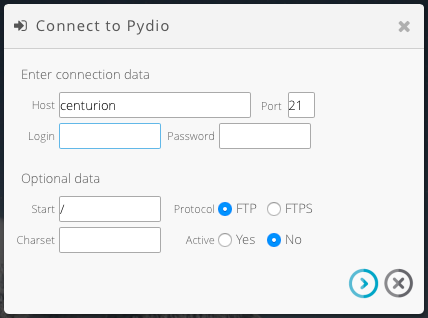 Connect to Pydio
Enter connection data
Host centurion Port 21
Login Password
Optional data
Start / Protocol FTP FTPS
Charset Active Yes No